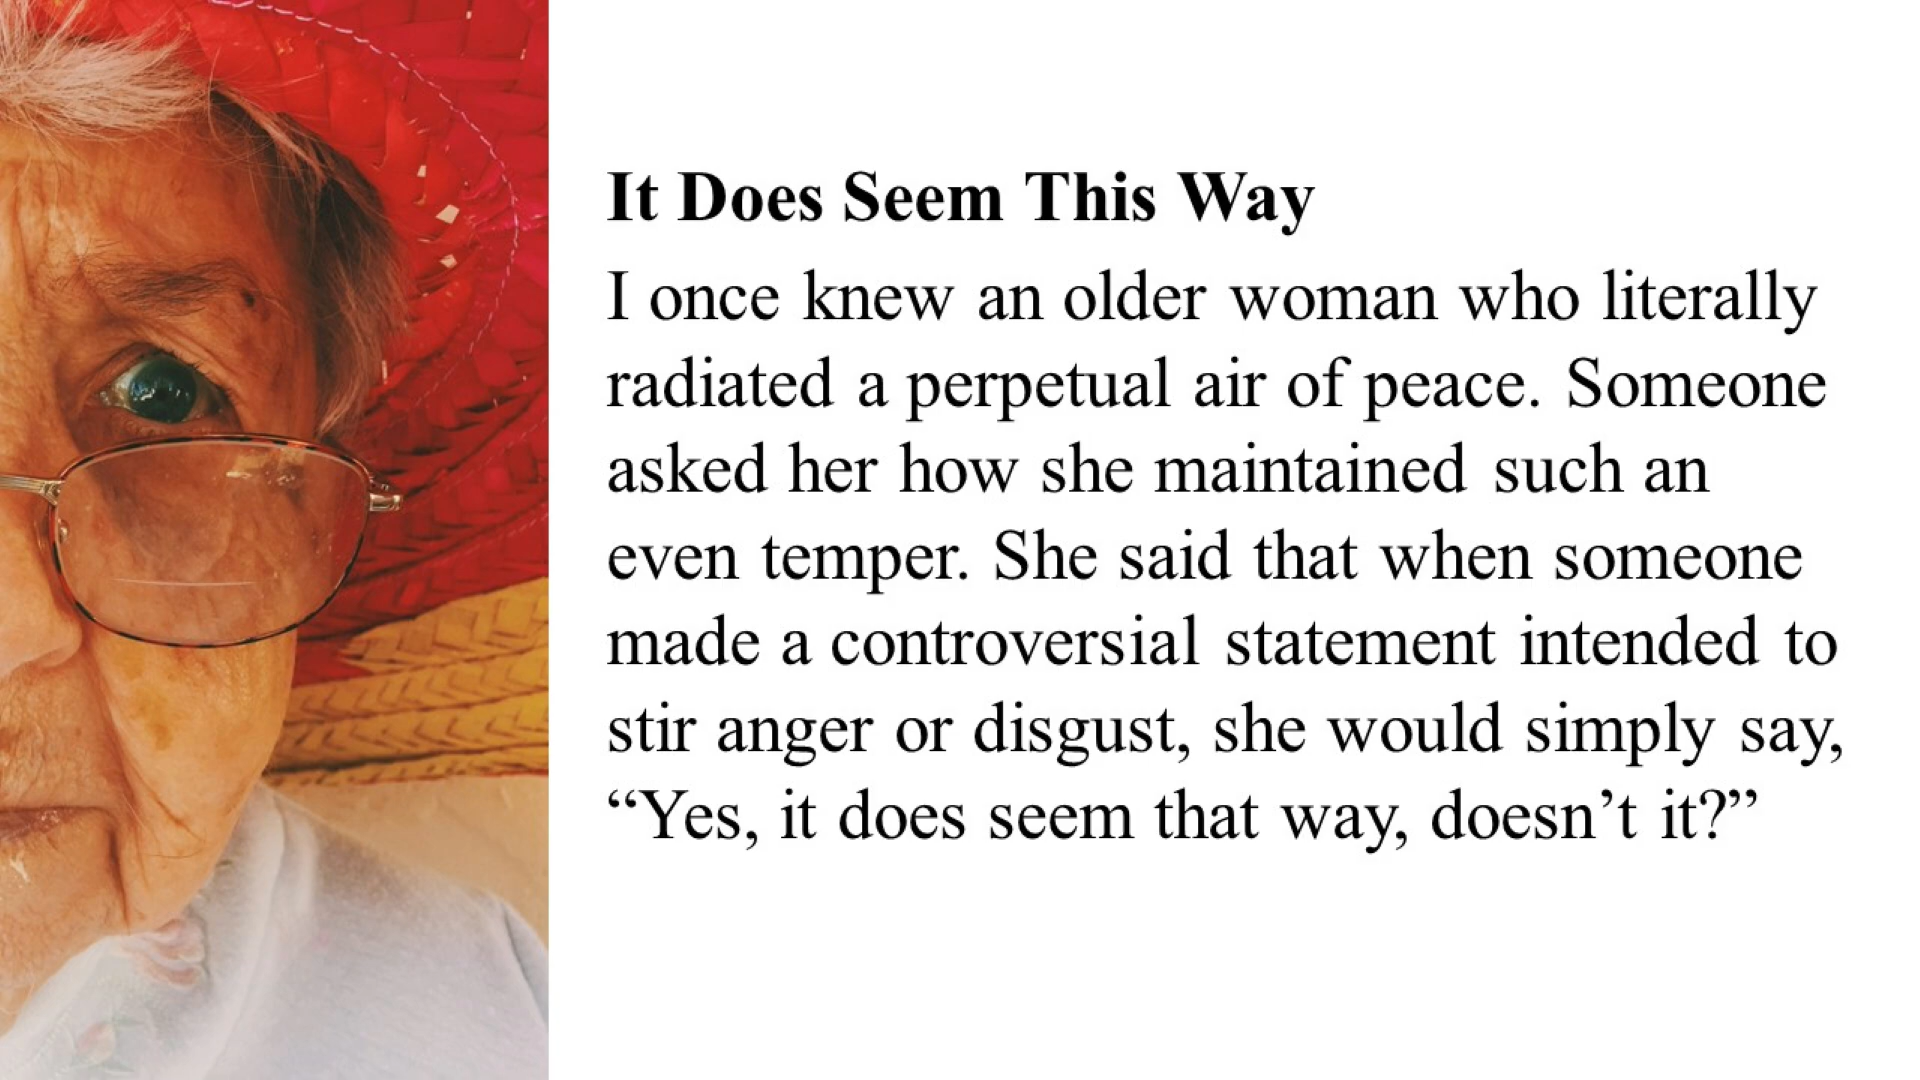 It Does Seem This Way
I once knew an older woman who literally
radiated a perpetual air of peace. Someone
asked her how she maintained such an
even temper. She said that when someone
made a controversial statement intended to
stir anger or disgust, she would simply say,
“Yes, it does seem that way, doesn’t it?”